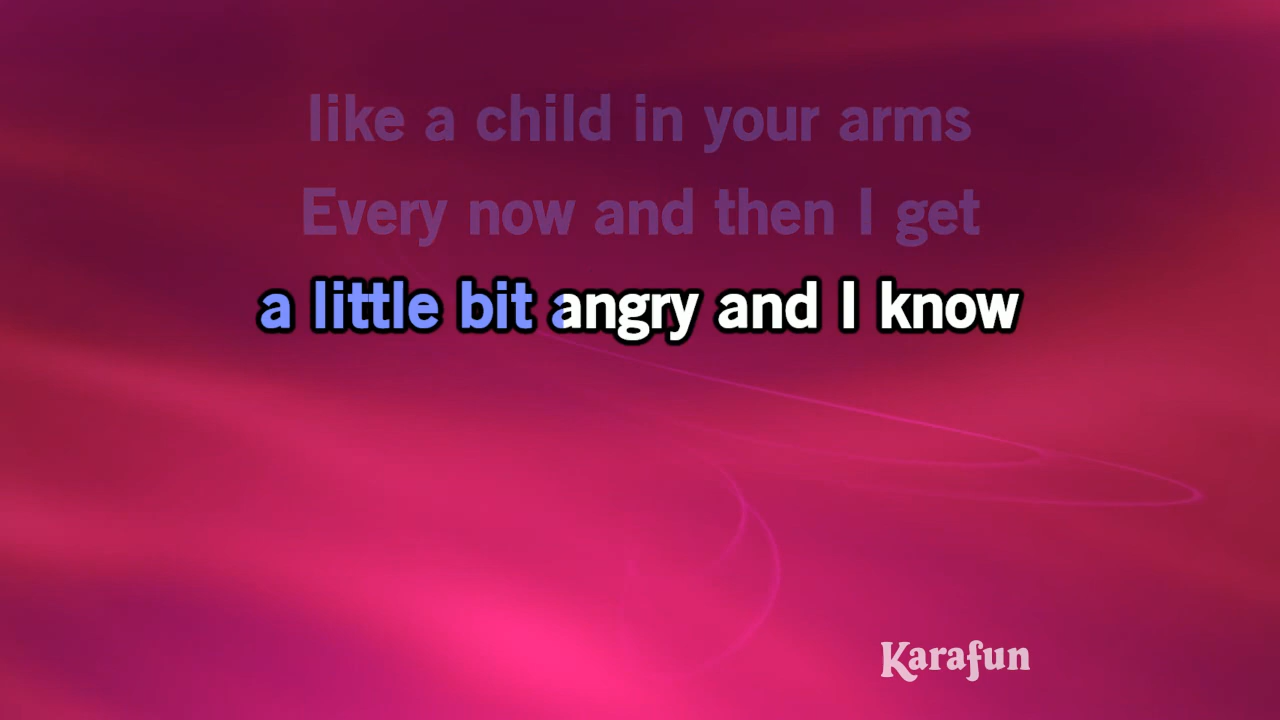 like a child in your arms
Every now and then I get
a little bit angry and I know
Karafun